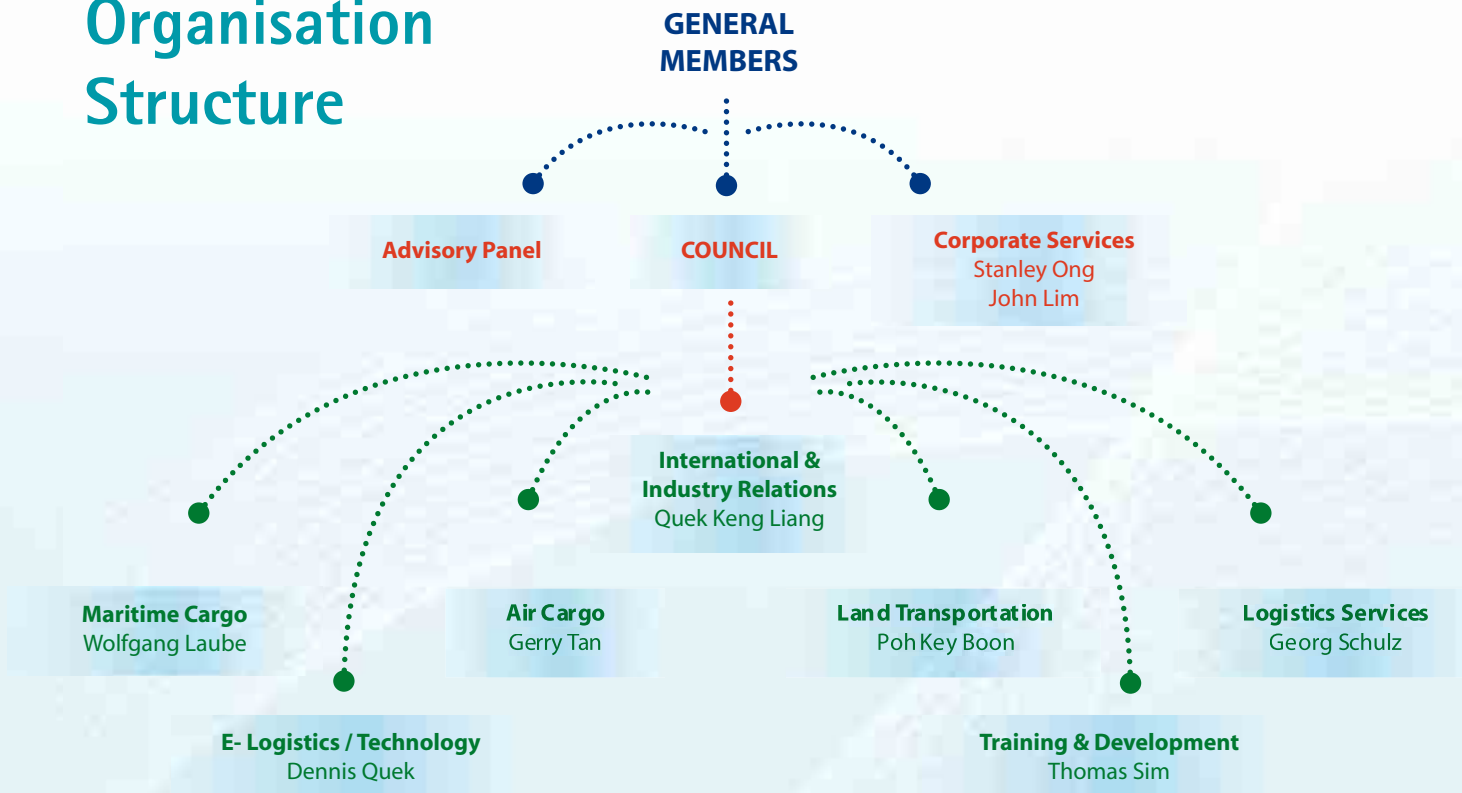 Organisation
Structure
GENERAL
MEMBERS
Advisory Panel
COUNCIL
Corporate Services
Stanley Ong
John Lim
International &
Industry Relations
Quek Keng Liang
Maritime Cargo
Wolfgang Laube
Air Cargo
Gerry Tan
Land Transportation
Poh Key Boon
Logistics Services
Georg Schulz
E- Logistics / Technology
Dennis Quek
Training & Development
Thomas Sim